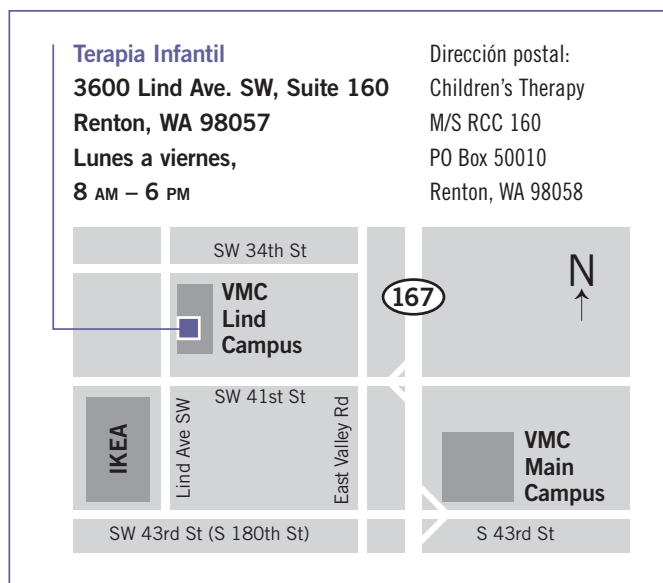 Terapia Infantil
3600 Lind Ave. SW, Suite 160
Renton, WA 98057
Lunes a viernes,
8 AM – 6 PM
Dirección postal:
Children’s Therapy
M/S RCC 160
PO Box 50010
Renton, WA 98058
SW 34th St
N
167
VMC
Lind
Campus
SW 41st St
IKEA
Lind Ave SW
East Valley Rd
VMC
Main
Campus
SW 43rd St (S 180th St)
S 43rd St